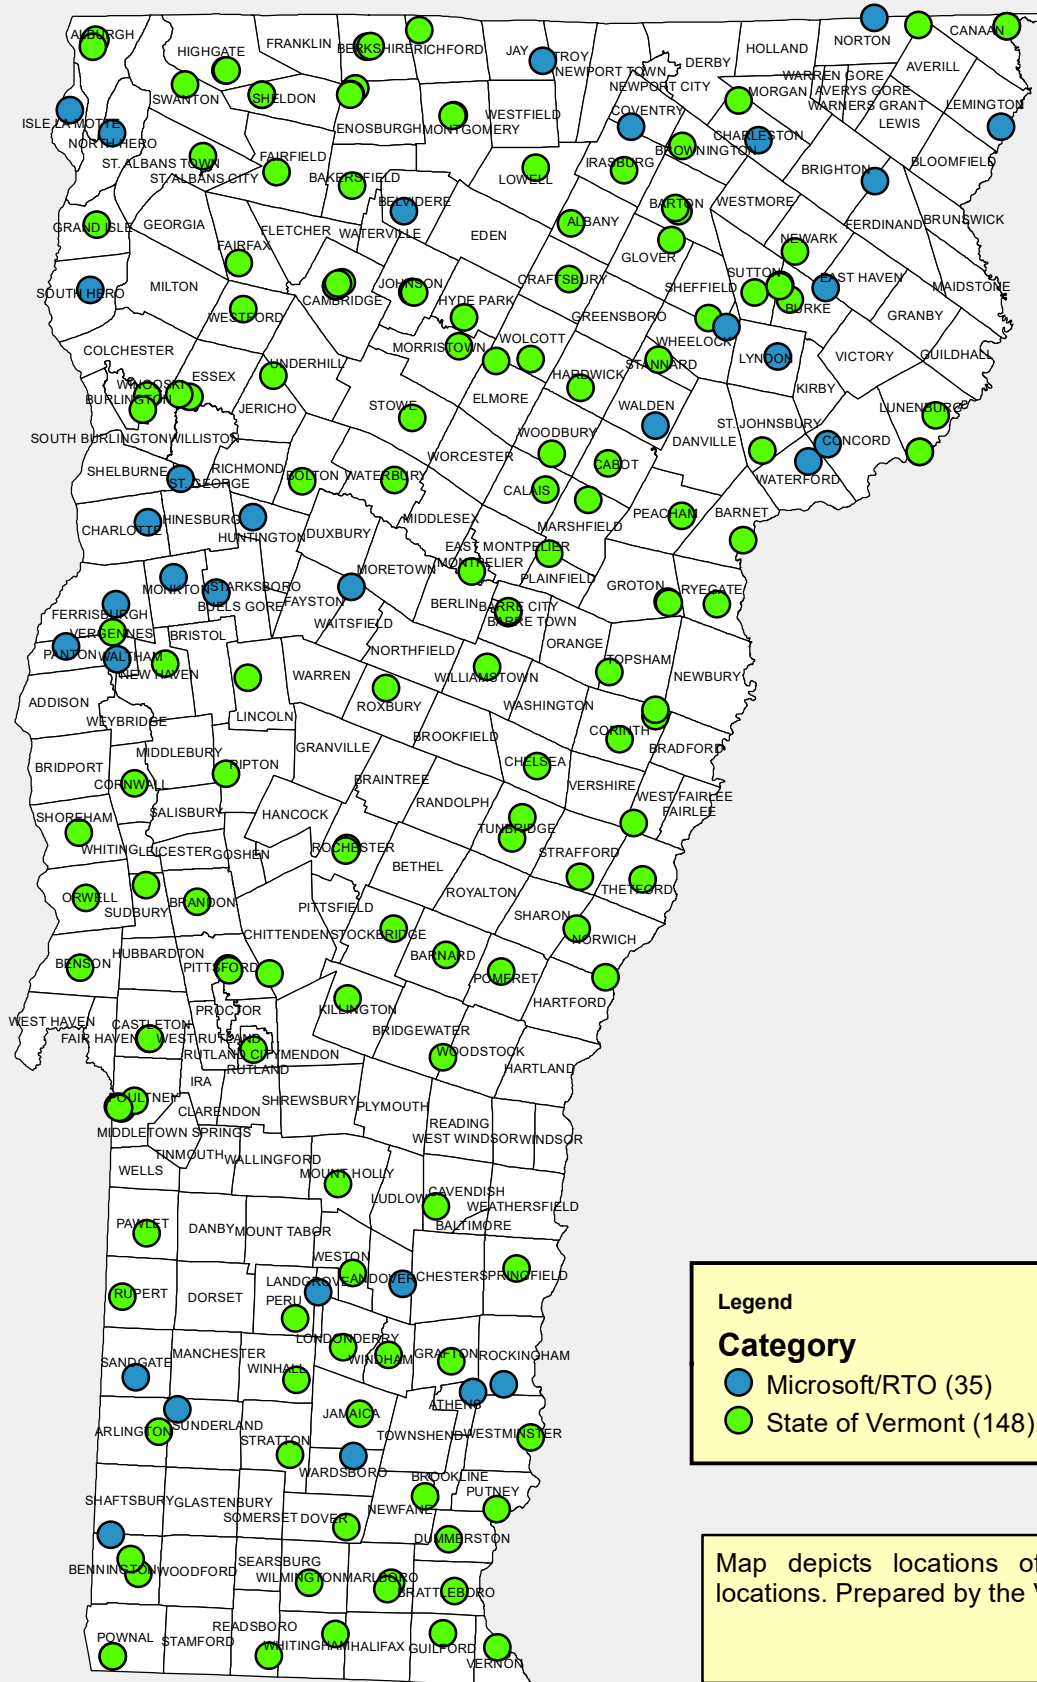 ALBURGH
HIGHGATE
FRANKLIN
BERKSHIRE
RICHFORD
JAY
TROY
NEWPORT TOWN
DERBY
HOLLAND
NORTON
CANAAN
AVERILL
NEWPORT CITY
MORGAN
WARREN GORE
AVERYS GORE
WARNERS GRANT
LEWIS
LEMINGTON
SWANTON
SHELDON
ENOSBURGH
MONTGOMERY
WESTFIELD
COVENTRY
BROWNINGTON
CHARLESTON
BLOOMFIELD
ISLE LA MOTTE
NORTH HERO
ST. ALBANS TOWN
ST. ALBANS CITY
FAIRFIELD
BAKERSFIELD
LOWELL
IRASBURG
BRIGHTON
GRAND ISLE
GEORGIA
FAIRFAX
FLETCHER
WATERVILLE
BELVIDERE
EDEN
ALBANY
BARTON
WESTMORE
FERDINAND
BRUNSWICK
GLOVER
NEWARK
SOUTH HERO
MILTON
WESTFORD
CAMBRIDGE
JOHNSON
HYDE PARK
CRAFTSBURY
GREENSBORO
SHEFFIELD
SUTTON
BURKE
EAST HAVEN
MAIDSTONE
GRANBY
COLCHESTER
UNDERHILL
MORRISTOWN
WOLCOTT
STANNARD
WHEELOCK
LYNDON
VICTORY
GUILDHALL
WINOOSKI
BURLINGTON
ESSEX
JERICHO
STOWE
ELMORE
HARDWICK
WALDEN
KIRBY
LUNENBURG
SOUTH BURLINGTON
WILLISTON
WORCESTER
WOODBURY
DANVILLE
ST. JOHNSBURY
CONCORD
SHELBURNE
ST. GEORGE
RICHMOND
BOLTON
WATERBURY
CABOT
WATERFORD
CALAIS
CHARLOTTE
HINESBURG
HUNTINGTON
DUXBURY
MIDDLESEX
MARSHFIELD
PEACHAM
BARNET
EAST MONTPELIER
MONTPELIER
PLAINFIELD
MORETOWN
MONKTON
STARKSBORO
BUELS GORE
FAYSTON
WAITSFIELD
BERLIN
BARRE CITY
BARRE TOWN
GROTON
RYEGATE
FERRISBURGH
VERGENNES
BRISTOL
NORTHFIELD
ORANGE
TOPSHAM
NEWBURY
PANTON
WALTHAM
NEW HAVEN
WARREN
ROXBURY
WILLIAMSTOWN
WASHINGTON
ADDISON
WEYBRIDGE
LINCOLN
CORINTH
BRADFORD
MIDDLEBURY
GRANVILLE
BROOKFIELD
BRIDPORT
CORNWALL
RIPTON
BRAINTREE
CHELSEA
VERSHIRE
WEST FAIRLEE
FAIRLEE
SHOREHAM
SALISBURY
HANCOCK
RANDOLPH
TUNBRIDGE
WHITING
LEICESTER
GOSHEN
ROCHESTER
BETHEL
STRAFFORD
THETFORD
ORWELL
SUDBURY
BRANDON
PITTSFIELD
ROYALTON
SHARON
NORWICH
CHITTENDEN
STOCKBRIDGE
BENSON
HUBBARDTON
PITTSFORD
BARNARD
POMFRET
HARTFORD
WEST HAVEN
CASTLETON
FAIR HAVEN
PROCTOR
WEST RUTLAND
RUTLAND CITY
MENDON
RUTLAND
KILLINGTON
BRIDGEWATER
WOODSTOCK
HARTLAND
IRA
POULTNEY
CLARENDON
SHREWSBURY
PLYMOUTH
READING
WEST WINDSOR
WINDSOR
MIDDLETOWN SPRINGS
WELLS
TINMOUTH
WALLINGFORD
MOUNT HOLLY
LUDLOW
CAVENDISH
WEATHERSFIELD
BALTIMORE
PAWLET
DANBY
MOUNT TABOR
WESTON
ANDOVER
CHESTER
SPRINGFIELD
RUPERT
DORSET
LANDGROVE
PERU
LONDONDERRY
WINDHAM
GRAFTON
ROCKINGHAM
SANDGATE
MANCHESTER
WINHALL
ATHENS
ARLINGTON
SUNDERLAND
JAMAICA
STRATTON
TOWNSHEND
WESTMINSTER
WARDSBORO
BROOKLINE
PUTNEY
SHAFTSBURY
GLASTENBURY
SOMERSET
DOVER
NEWFANE
DUMMERSTON
BENNINGTON
WOODFORD
SEARSBURG
WILMINGTON
MARLBORO
BRATTLEBORO
POWNAL
STAMFORD
READSBORO
WHITINGHAM
HALIFAX
GUILFORD
VERNON
Legend
Category
Microsoft/RTO (35)
State of Vermont (148)
Map depicts locations of
locations. Prepared by the V